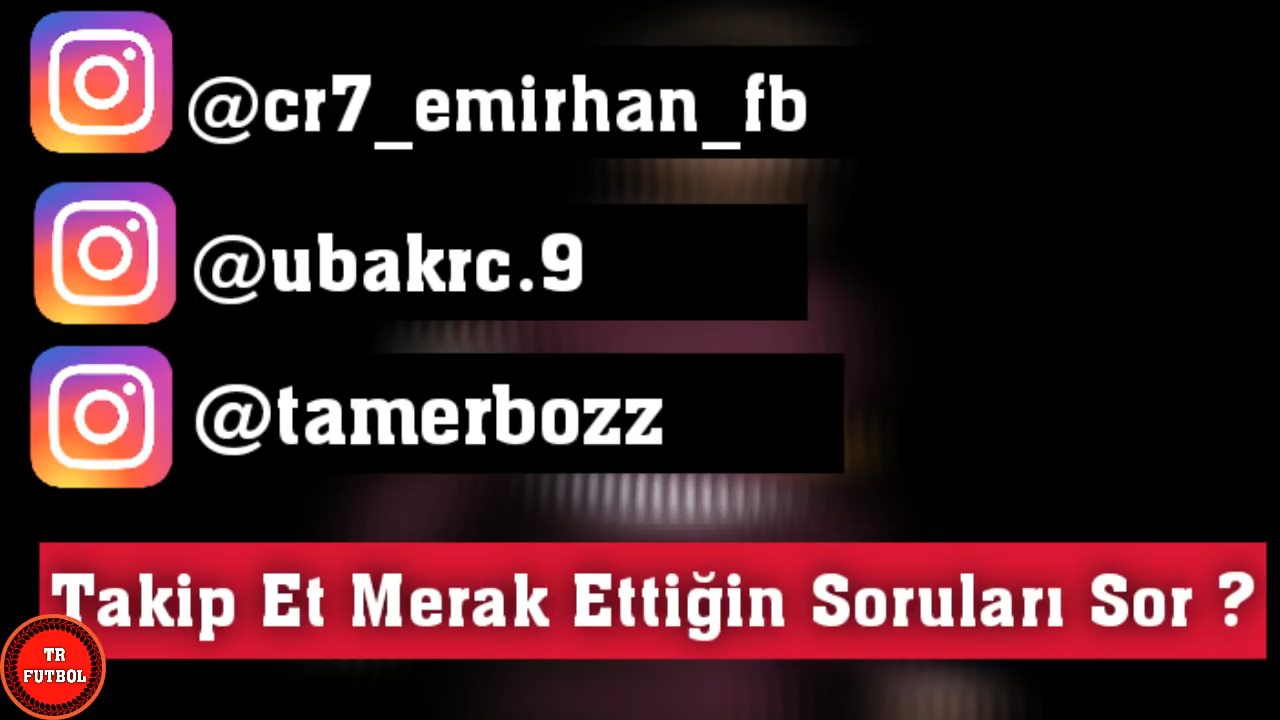 @cr7_emirhan_fb
@ubakrc.9
@tamerbozz
Takip Et Merak Ettiğin Soruları Sor ?
TR
FUTBOL